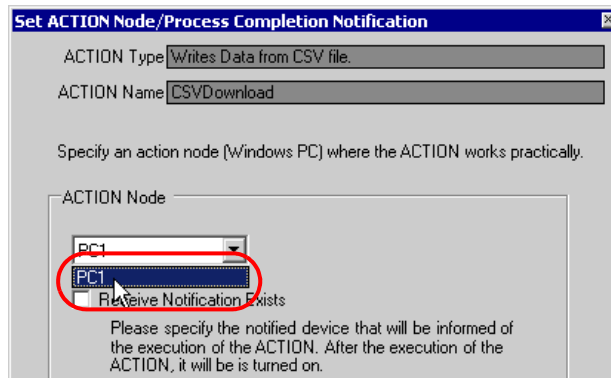 Set ACTION Node/Process Completion Notification
ACTION Type Writes Data from CSV file.
ACTION Name CSVDownload
Specify an action node (Windows PC) where the ACTION works practically.
ACTION Node
PC1
PC1
Receive Notification Exists
Please specify the notified device that will be informed of
the execution of the ACTION. After the execution of the
ACTION, it will be is turned on.